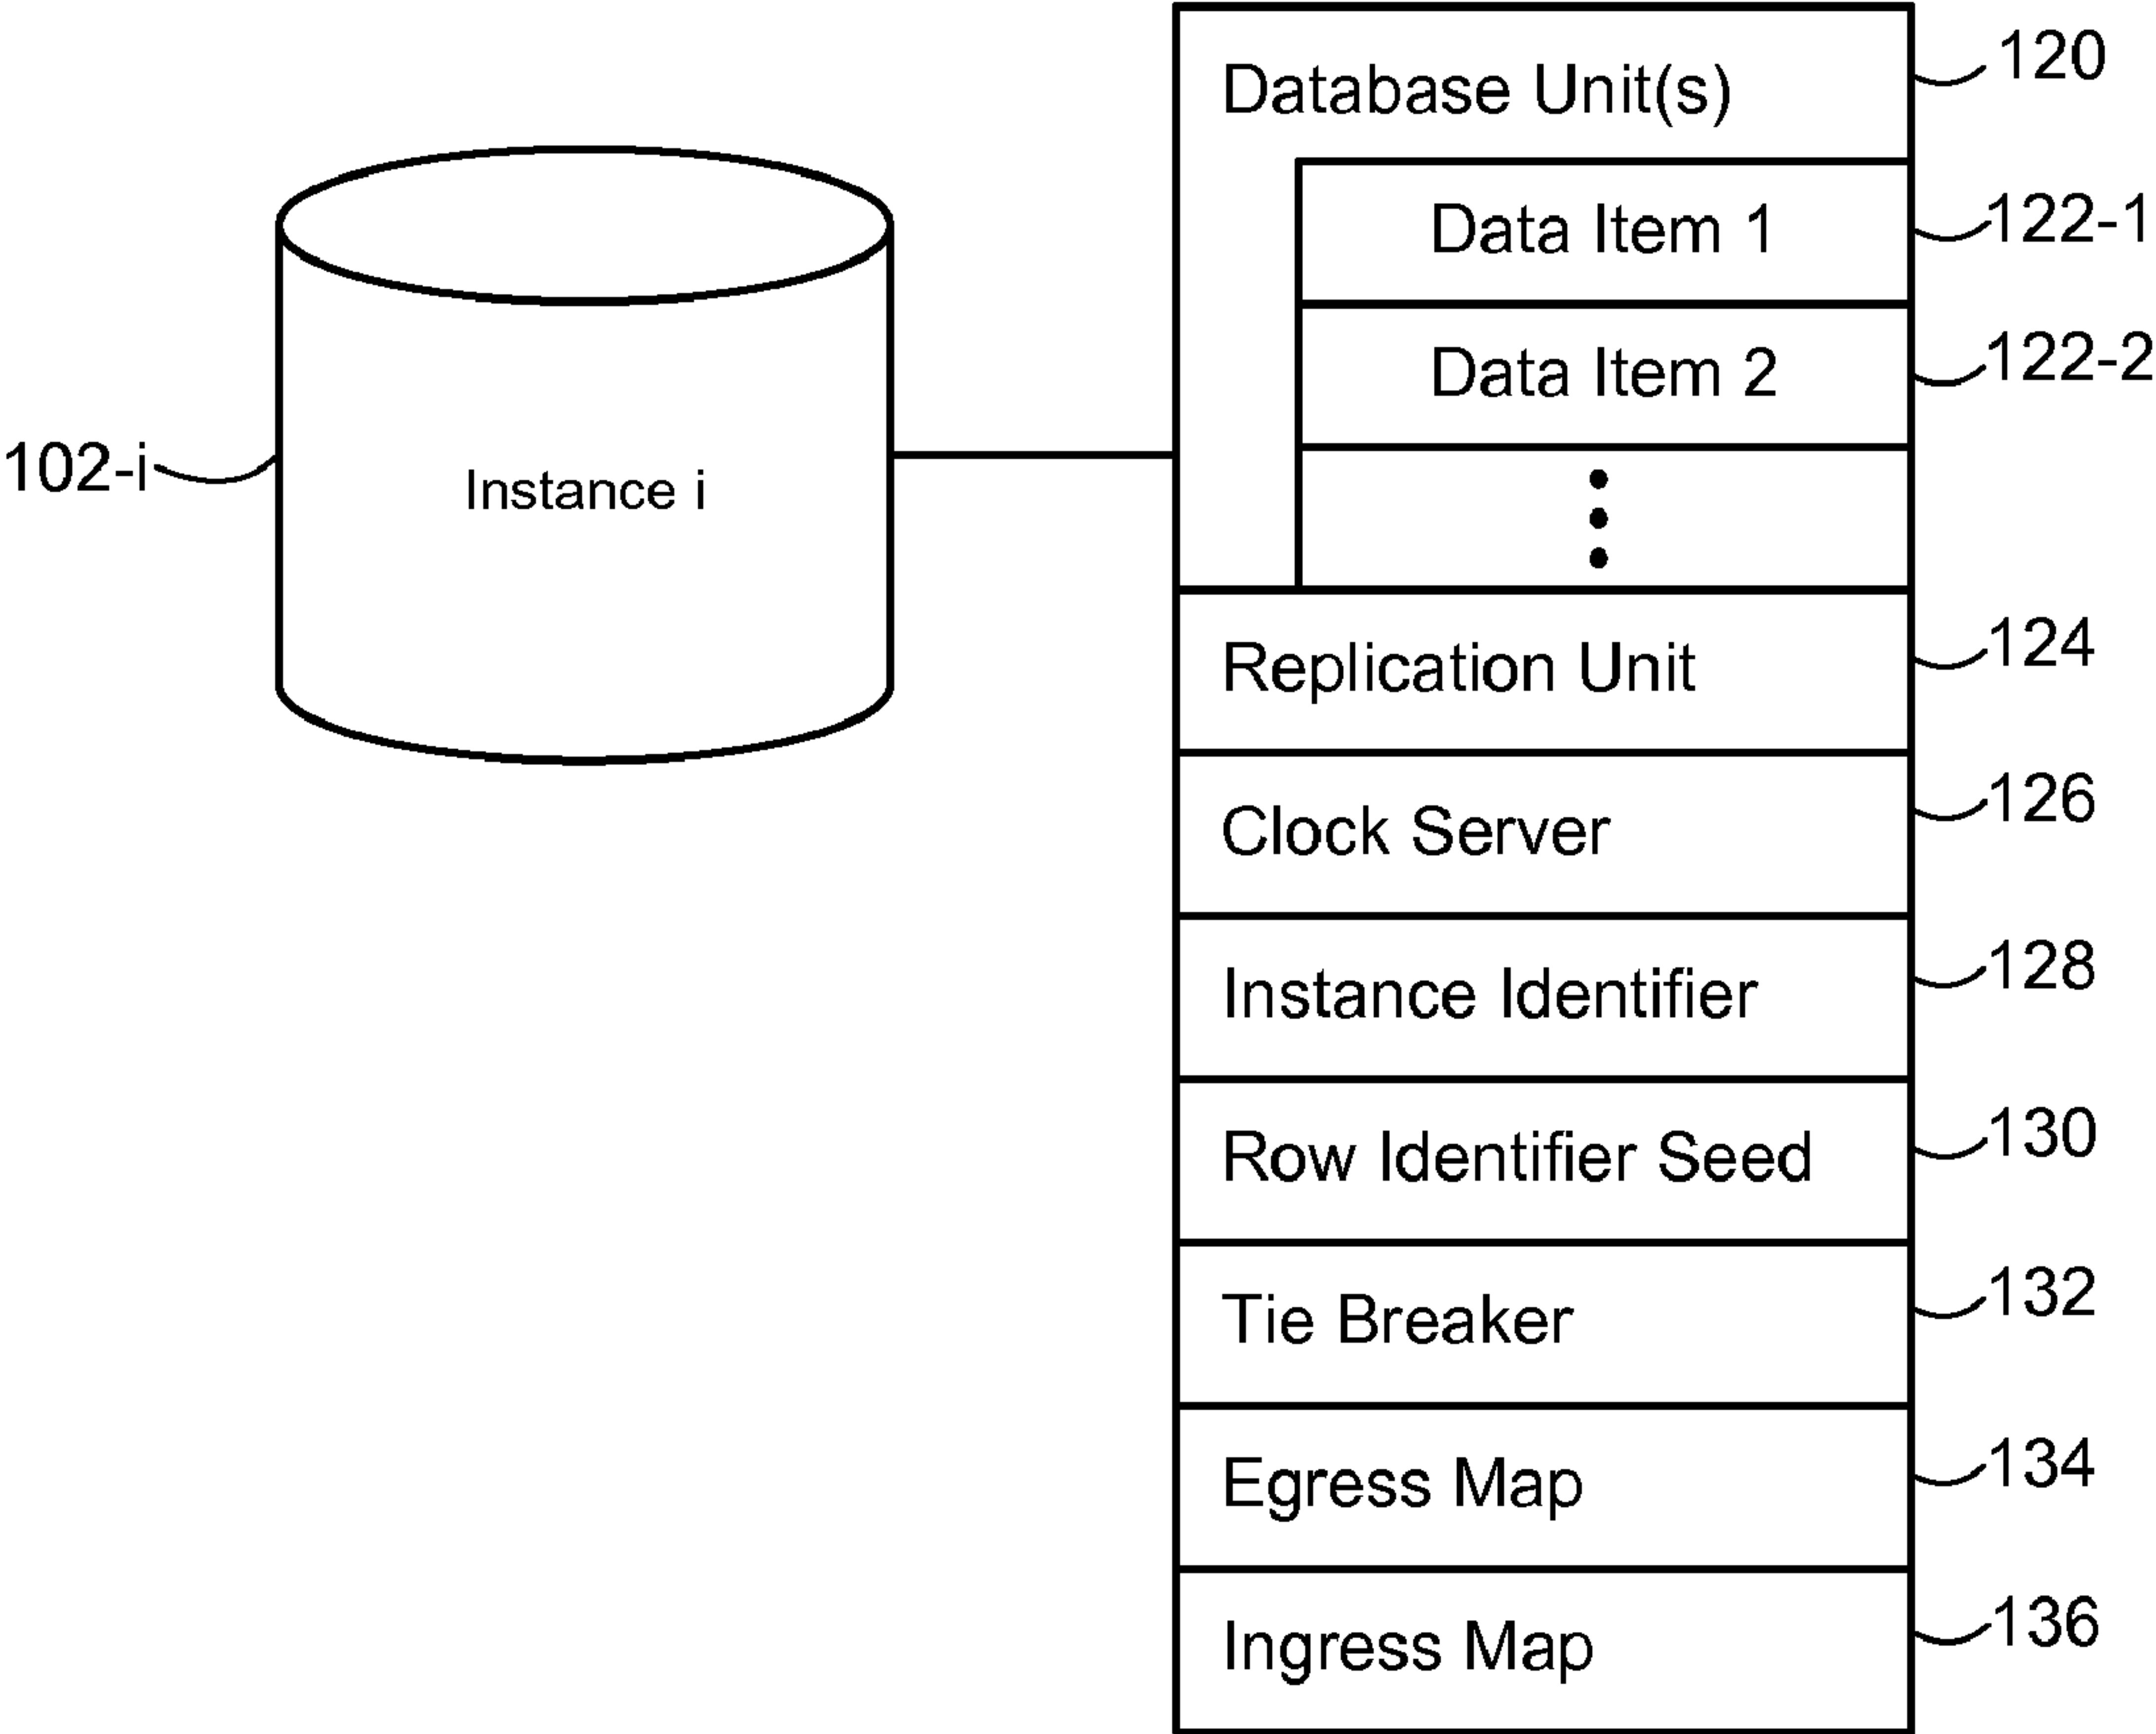 Database Unit(s) 120
Data Item 1 122-1
Data Item 2 122-2
102-i Instance i
Replication Unit 124
Clock Server 126
Instance Identifier 128
Row Identifier Seed 130
Tie Breaker 132
Egress Map 134
Ingress Map 136